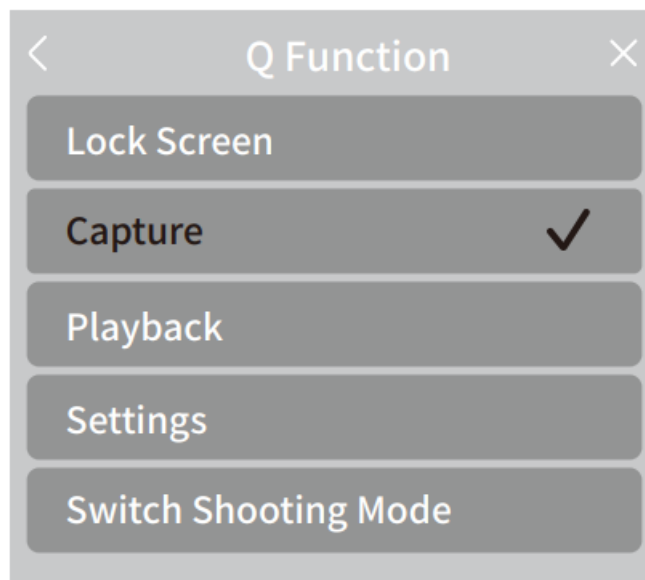 Q Function
Lock Screen
Capture
Playback
Settings
Switch Shooting Mode